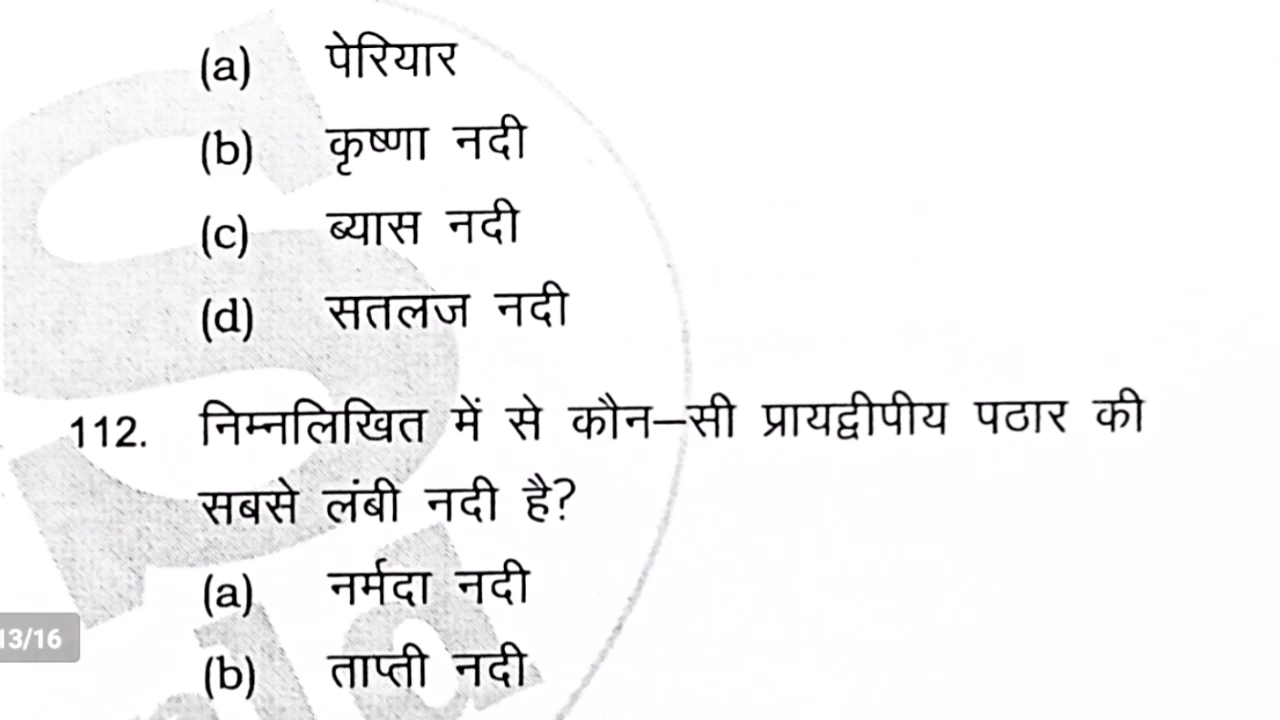 (a) पेरियार
(b) कृष्णा नदी
(c) ब्यास नदी
(d) सतलज नदी
112. निम्नलिखित में से कौन–सी प्रायद्वीपीय पठार की
सबसे लंबी नदी है?
(a) नर्मदा नदी
13/16
(b) ताप्ती नदी